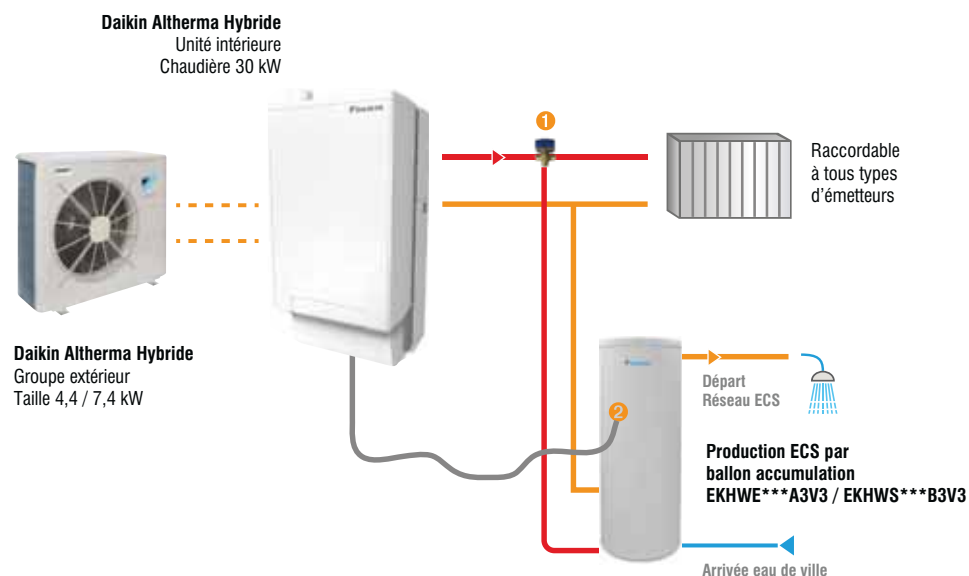 Daikin Altherma Hybride
Unité intérieure
Chaudière 30 kW
DAIKIN
1
Raccordable
à tous types
d'émetteurs
Daikin Altherma Hybride
Groupe extérieur
Taille 4,4 / 7,4 kW
Départ
Réseau ECS
2
Production ECS par
ballon accumulation
EKHWE***A3V3 / EKHWS***B3V3
Arrivée eau de ville